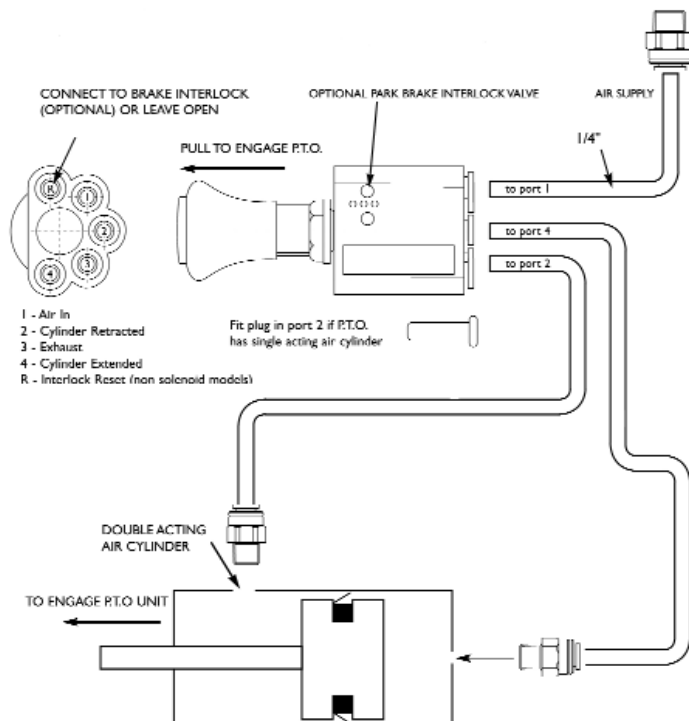 CONNECT TO BRAKE INTERLOCK
(OPTIONAL) OR LEAVE OPEN
OPTIONAL PARK BRAKE INTERLOCK VALVE
AIR SUPPLY
1/4"
PULL TO ENGAGE P.T.O.
R
1
2
3
4
to port 1
to port 4
to port 2
1 - Air In
2 - Cylinder Retracted
3 - Exhaust
4 - Cylinder Extended
R - Interlock Reset (non solenoid models)
Fit plug in port 2 if P.T.O.
has single acting air cylinder
DOUBLE ACTING
AIR CYLINDER
TO ENGAGE P.T.O UNIT